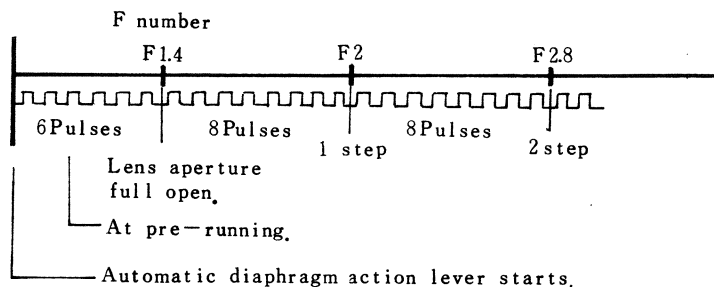 F number
F1.4 F2 F2.8
6Pulses 8Pulses 8Pulses
1 step 2step
Lens aperture
full open.
At pre-running.
Automatic diaphragm action lever starts.